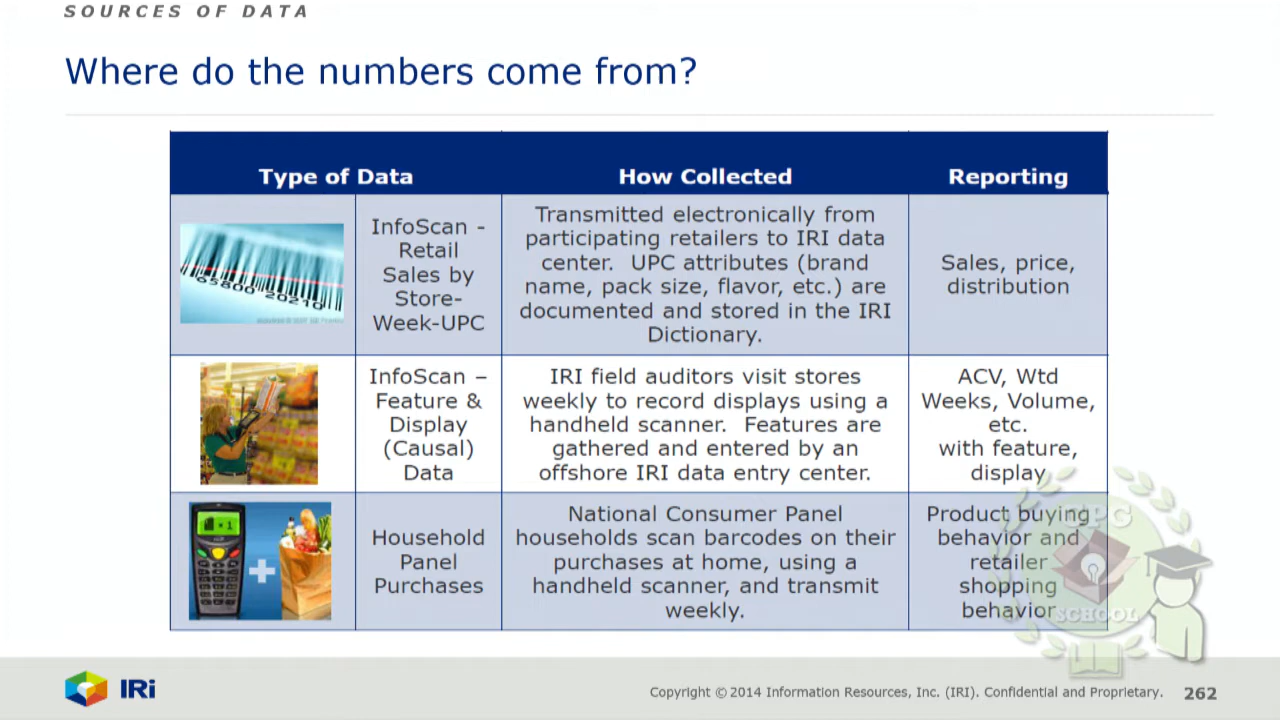 SOURCES OF DATA
Where do the numbers come from?
Type of Data
How Collected
Reporting
65800 20210
InfoScan -
Retail
Sales by
Store-
Week-UPC
Transmitted electronically from
participating retailers to IRI data
center. UPC attributes (brand
name, pack size, flavor, etc.) are
documented and stored in the IRI
Dictionary.
Sales, price,
distribution
InfoScan –
Feature &
Display
(Causal)
Data
IRI field auditors visit stores
weekly to record displays using a
handheld scanner. Features are
gathered and entered by an
offshore IRI data entry center.
ACV, Wtd
Weeks, Volume,
etc.
with feature,
display
×1
Household
Panel
Purchases
National Consumer Panel
households scan barcodes on their
purchases at home, using a
handheld scanner, and transmit
weekly.
Product buying
behavior and
retailer
shopping
behavior
CPG
SCHOOL
IRi
Copyright © 2014 Information Resources, Inc. (IRI). Confidential and Proprietary.
262